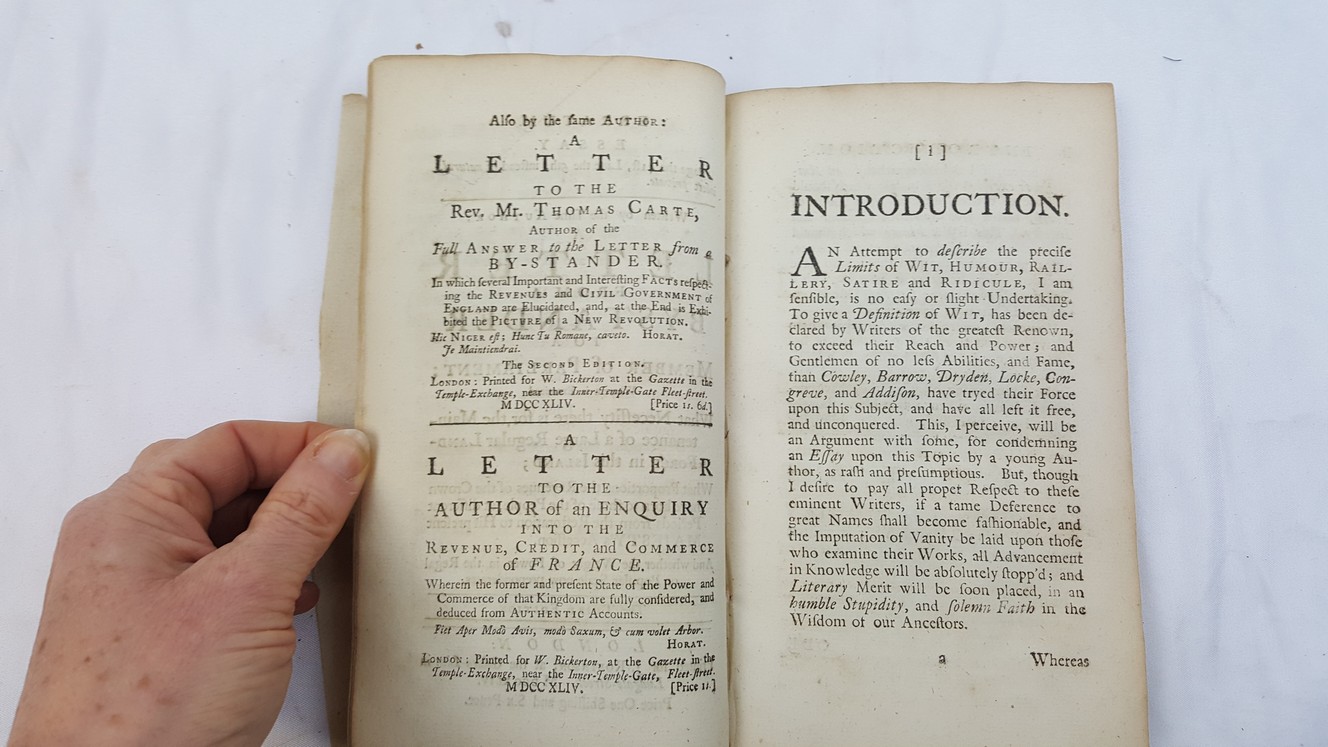 Alſo by the ſame AUTHOR:
A
LETTER
TO THE
Rev. Mr. THOMAS CARTE,
AUTHOR of the
Full ANSWER to the LETTER from a
BY-STANDER.
In which ſeveral Important and Intereſting FACTS reſpect-
ing the REVENUES and CIVIL GOVERNMENT of
ENGLAND are Elucidated, and, at the End is Exhi-
bited the PICTURE of a NEW REVOLUTION.
Hic NIGER eſt; Hunc Tu Romane, caveto. HORAT.
Je Maintiendrai.
The SECOND EDITION.
LONDON: Printed for W. Bickerton at the Gazette in the
Temple-Exchange, near the Inner-Temple-Gate Fleet-ſtreet.
M DCC XLIV. [Price 1s. 6d.]
A
LETTER
TO THE
AUTHOR of an ENQUIRY
INTO THE
REVENUE, CREDIT, and COMMERCE
of FRANCE.
Wherein the former and preſent State of the Power and
Commerce of that Kingdom are fully conſidered, and
deduced from AUTHENTIC Accounts.
Fiet Aper Modò Avis, modò Saxum, & cum volet Arbor.
HORAT.
LONDON: Printed for W. Bickerton, at the Gazette in the
Temple-Exchange, near the Inner-Temple-Gate, Fleet-ſtreet.
M DCC XLIV. [Price 1s.]
[ i ]
INTRODUCTION.
AN Attempt to deſcribe the preciſe
Limits of WIT, HUMOUR, RAIL-
LERY, SATIRE and RIDICULE, I am
ſenſible, is no eaſy or ſlight Undertaking.
To give a Definition of WIT, has been de-
clared by Writers of the greateſt Renown,
to exceed their Reach and Power; and
Gentlemen of no leſs Abilities, and Fame,
than Cowley, Barrow, Dryden, Locke, Con-
greve, and Addiſon, have tryed their Force
upon this Subject, and have all left it free,
and unconquered. This, I perceive, will be
an Argument with ſome, for condemning
an Eſſay upon this Topic by a young Au-
thor, as raſh and preſumptious. But, though
I deſire to pay all proper Reſpect to theſe
eminent Writers, if a tame Deference to
great Names ſhall become faſhionable, and
the Imputation of Vanity be laid upon thoſe
who examine their Works, all Advancement
in Knowledge will be abſolutely ſtopp'd; and
Literary Merit will be ſoon placed, in an
humble Stupidity, and ſolemn Faith in the
Wiſdom of our Anceſtors.
a Whereas